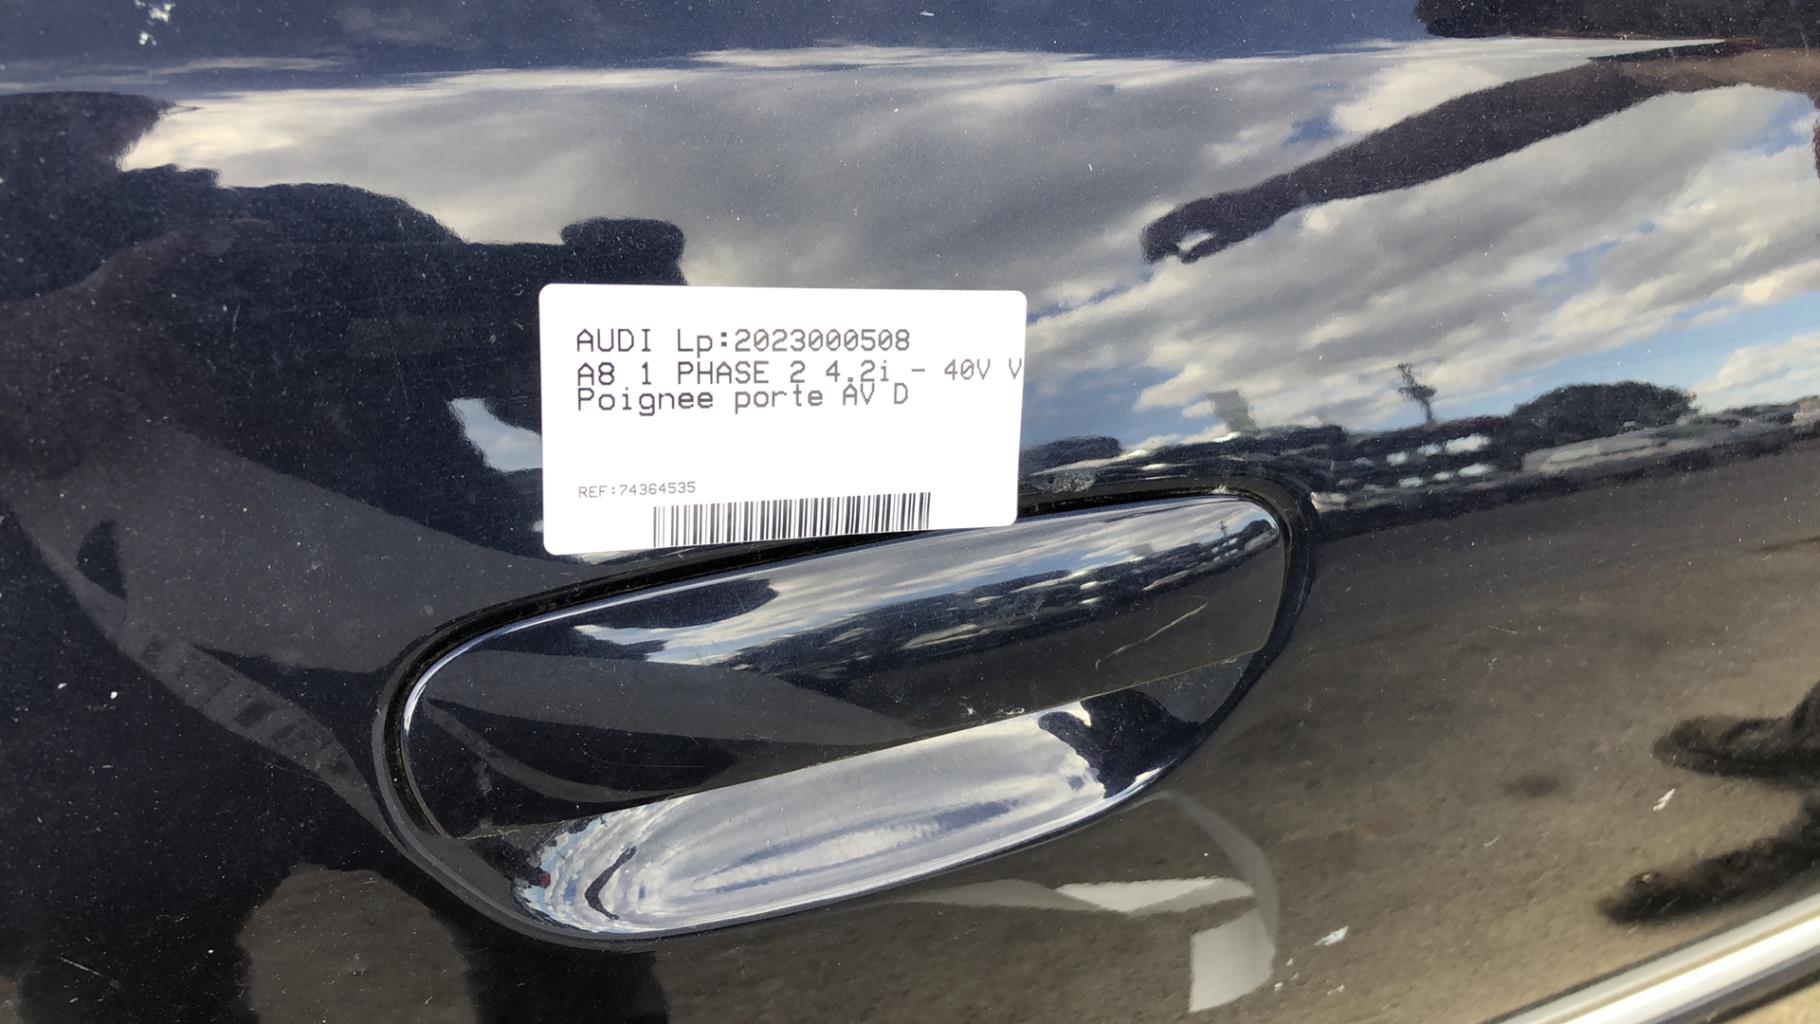 AUDI Lp:2023000508
A8 1 PHASE 2 4.2i - 40V V
Poignee porte AV D
REF:74364535